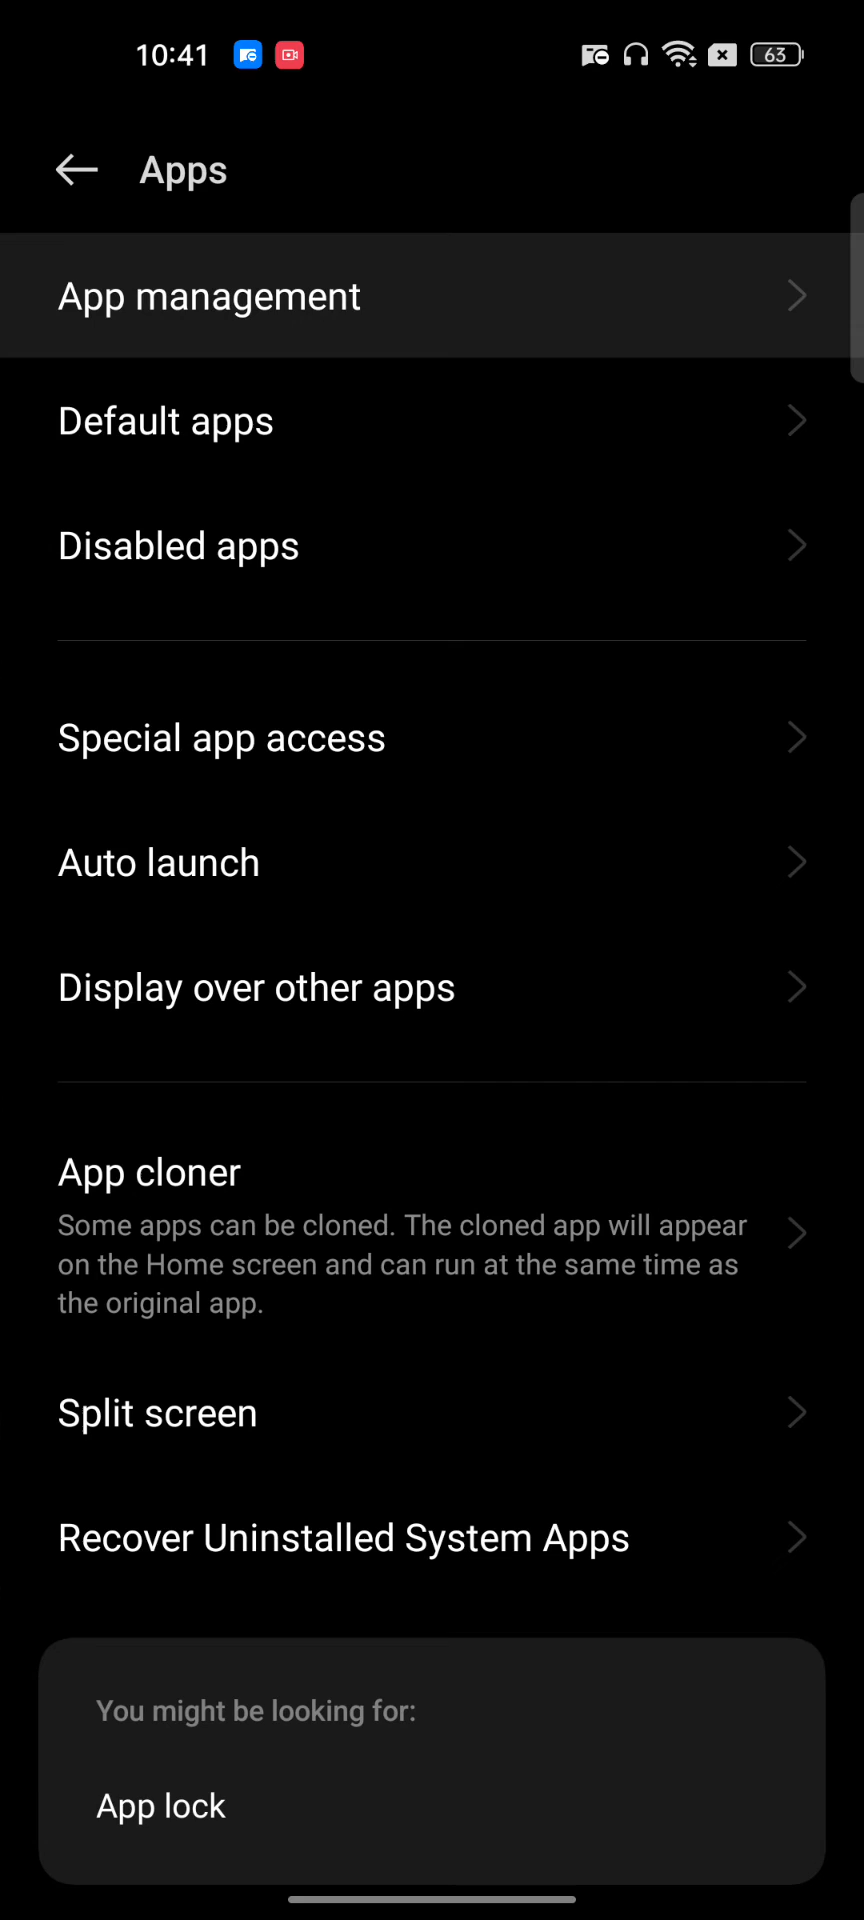 10:41
63
Apps
App management
Default apps
Disabled apps
Special app access
Auto launch
Display over other apps
App cloner
Some apps can be cloned. The cloned app will appear
on the Home screen and can run at the same time as
the original app.
Split screen
Recover Uninstalled System Apps
You might be looking for:
App lock